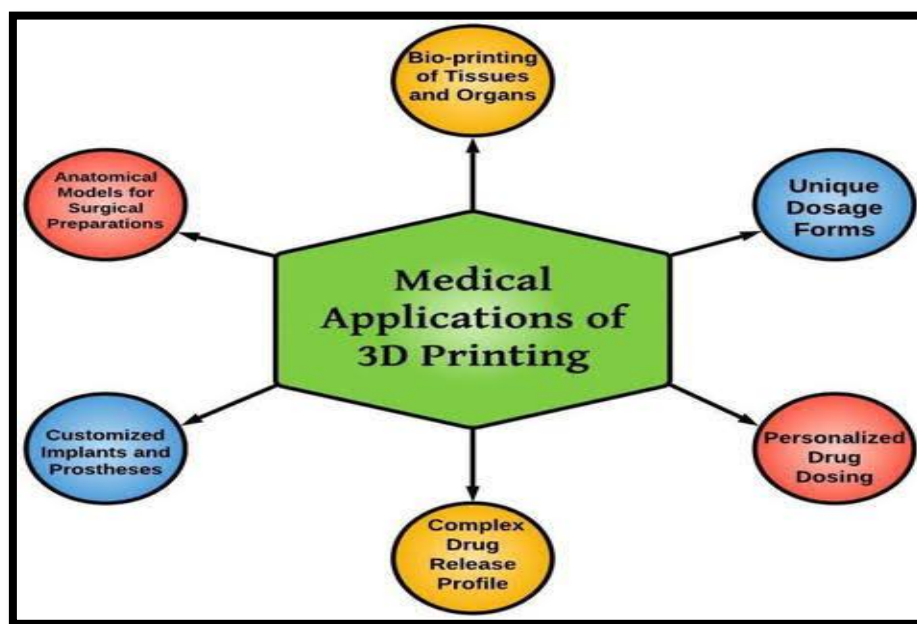 Bio-printing
of Tissues
and Organs
Anatomical
Models for
Surgical
Preparations
Unique
Dosage
Forms
Medical
Applications of
3D Printing
Customized
Implants and
Prostheses
Personalized
Drug
Dosing
Complex
Drug
Release
Profile